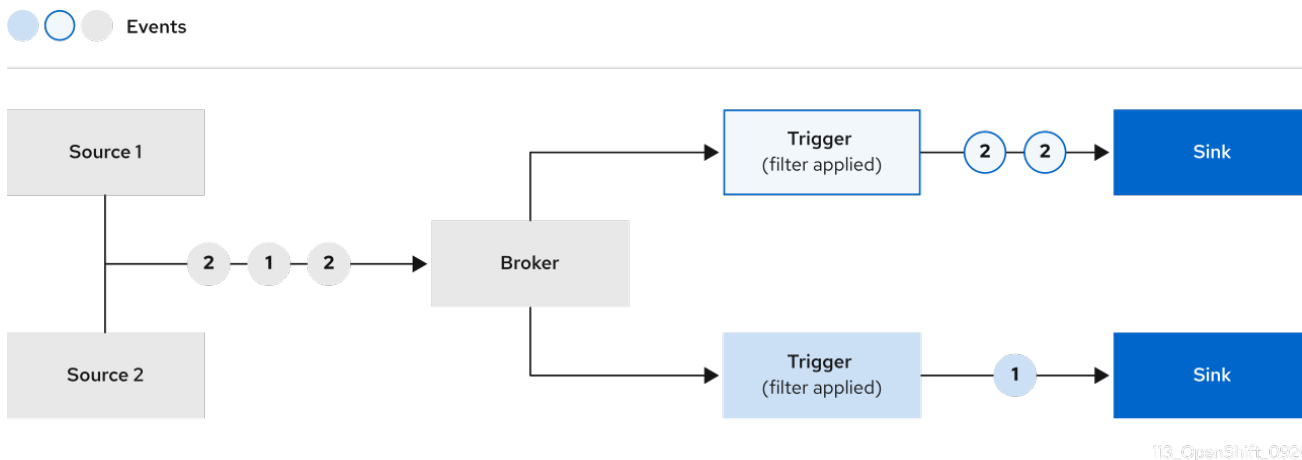 Events
Source 1
Trigger
(filter applied)
2
2
Sink
2
1
2
Broker
Source 2
Trigger
(filter applied)
1
Sink
113_OpenShift_092